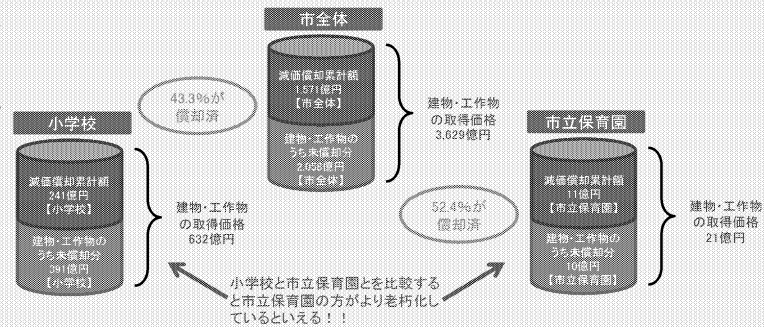 市全体
減価償却累計額
1,571億円
【市全体】
建物・工作物の
うち未償却分
2,058億円
【市全体】
建物・工作物
の取得価格
3,629億円
43.3%が
償却済
小学校
減価償却累計額
241億円
【小学校】
建物・工作物の
うち未償却分
391億円
【小学校】
建物・工作物
の取得価格
632億円
52.4%が
償却済
市立保育園
減価償却累計額
11億円
【市立保育園】
建物・工作物の
うち未償却分
10億円
【市立保育園】
建物・工作物
の取得価格
21億円
小学校と市立保育園とを比較する
と市立保育園の方がより老朽化し
ているといえる！！